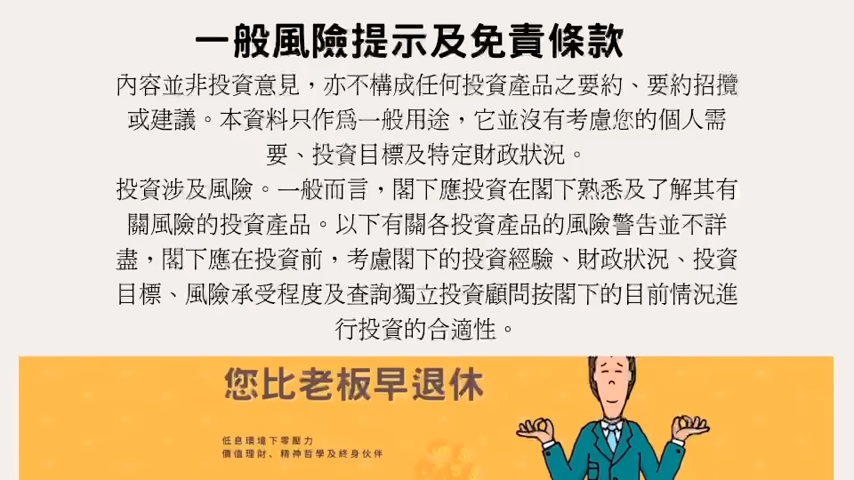 一般風險提示及免責條款
內容並非投資意見，亦不構成任何投資產品之要約、要約招攬
或建議。本資料只作爲一般用途，它並沒有考慮您的個人需
要、投資目標及特定財政狀況。
投資涉及風險。一般而言，閣下應投資在閣下熟悉及了解其有
關風險的投資產品。以下有關各投資產品的風險警告並不詳
盡，閣下應在投資前，考慮閣下的投資經驗、財政狀況、投資
目標、風險承受程度及查詢獨立投資顧問按閣下的目前情況進
行投資的合適性。
您比老板早退休
低息環境下零壓力
價值理財、精神哲學及終身伙伴